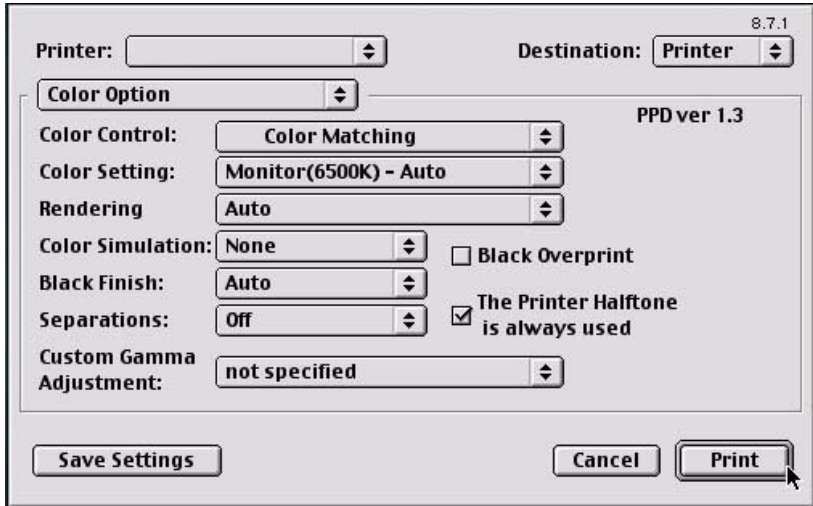 8.7.1
Printer: Destination: Printer
Color Option
PPD ver 1.3
Color Control: Color Matching
Color Setting: Monitor(6500K) - Auto
Rendering Auto
Color Simulation: None
Black Overprint
Black Finish: Auto
The Printer Halftone
is always used
Separations: Off
Custom Gamma
Adjustment: not specified
Save Settings Cancel Print